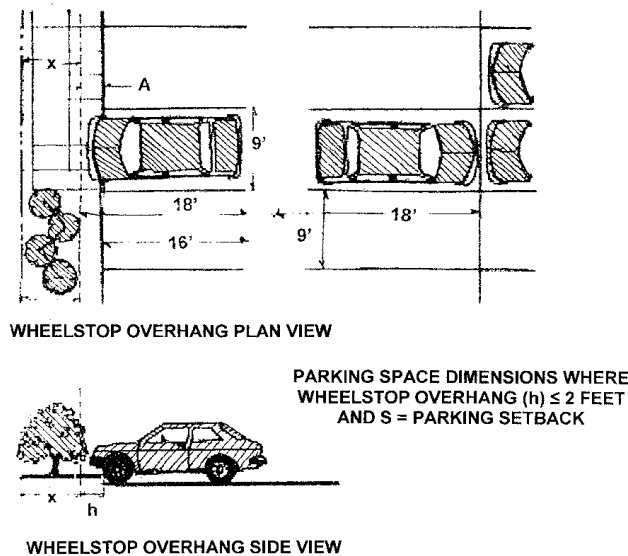 x
A
9'
18'
18'
16'
9'
WHEELSTOP OVERHANG PLAN VIEW
PARKING SPACE DIMENSIONS WHERE
WHEELSTOP OVERHANG (h) ≤ 2 FEET
AND S = PARKING SETBACK
x
h
WHEELSTOP OVERHANG SIDE VIEW